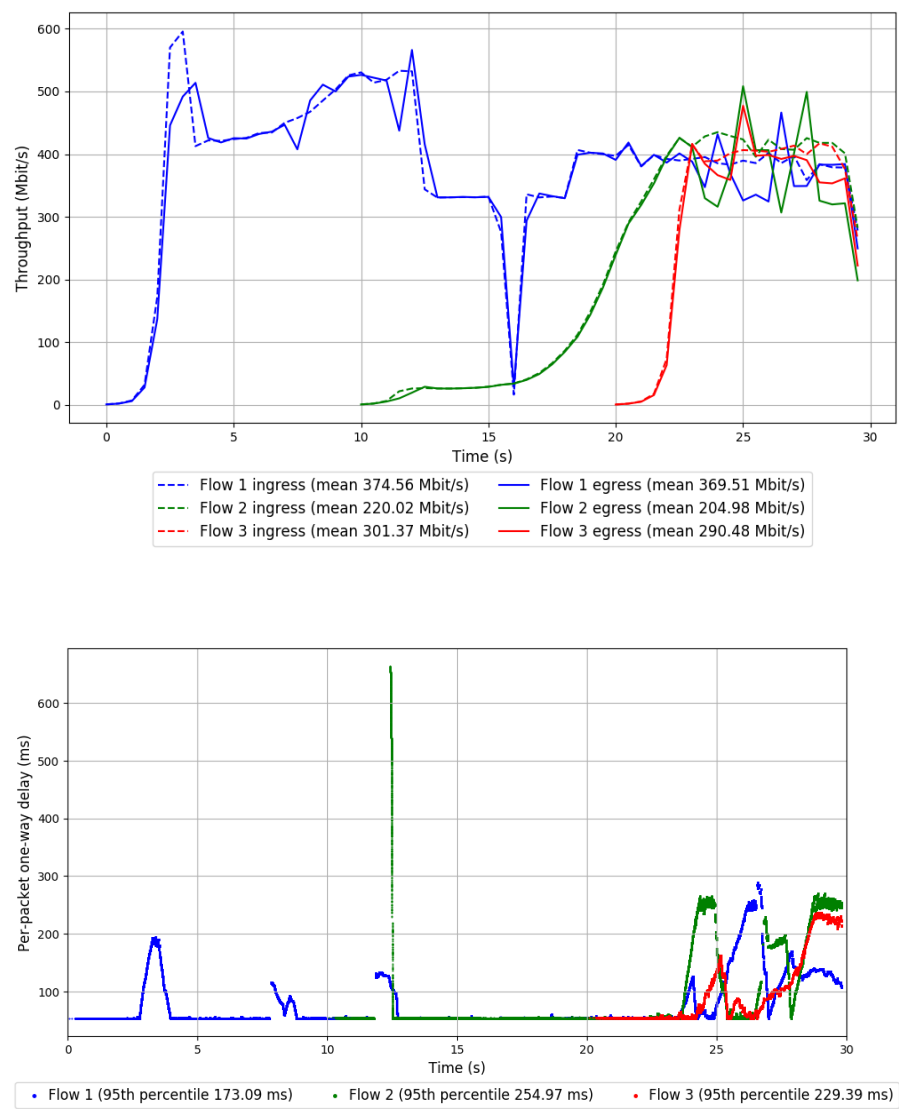 600
500
400
300
200
100
0
Throughput (Mbit/s)
0 5 10 15 20 25 30
Time (s)
Flow 1 ingress (mean 374.56 Mbit/s) Flow 1 egress (mean 369.51 Mbit/s)
Flow 2 ingress (mean 220.02 Mbit/s) Flow 2 egress (mean 204.98 Mbit/s)
Flow 3 ingress (mean 301.37 Mbit/s) Flow 3 egress (mean 290.48 Mbit/s)
600
500
400
300
200
100
Per-packet one-way delay (ms)
0 5 10 15 20 25 30
Time (s)
Flow 1 (95th percentile 173.09 ms) Flow 2 (95th percentile 254.97 ms) Flow 3 (95th percentile 229.39 ms)